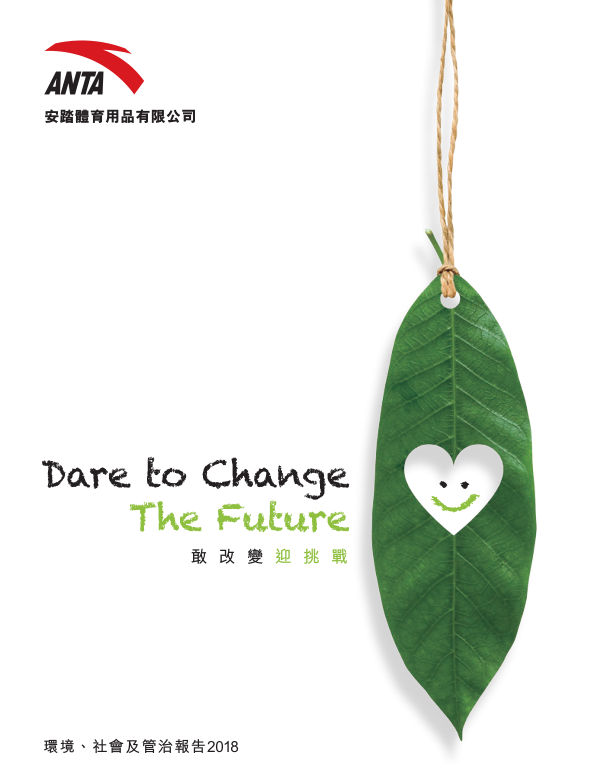 ANTA
安踏體育用品有限公司
Dare to Change
The Future
敢改變迎挑戰
環境、社會及管治報告2018